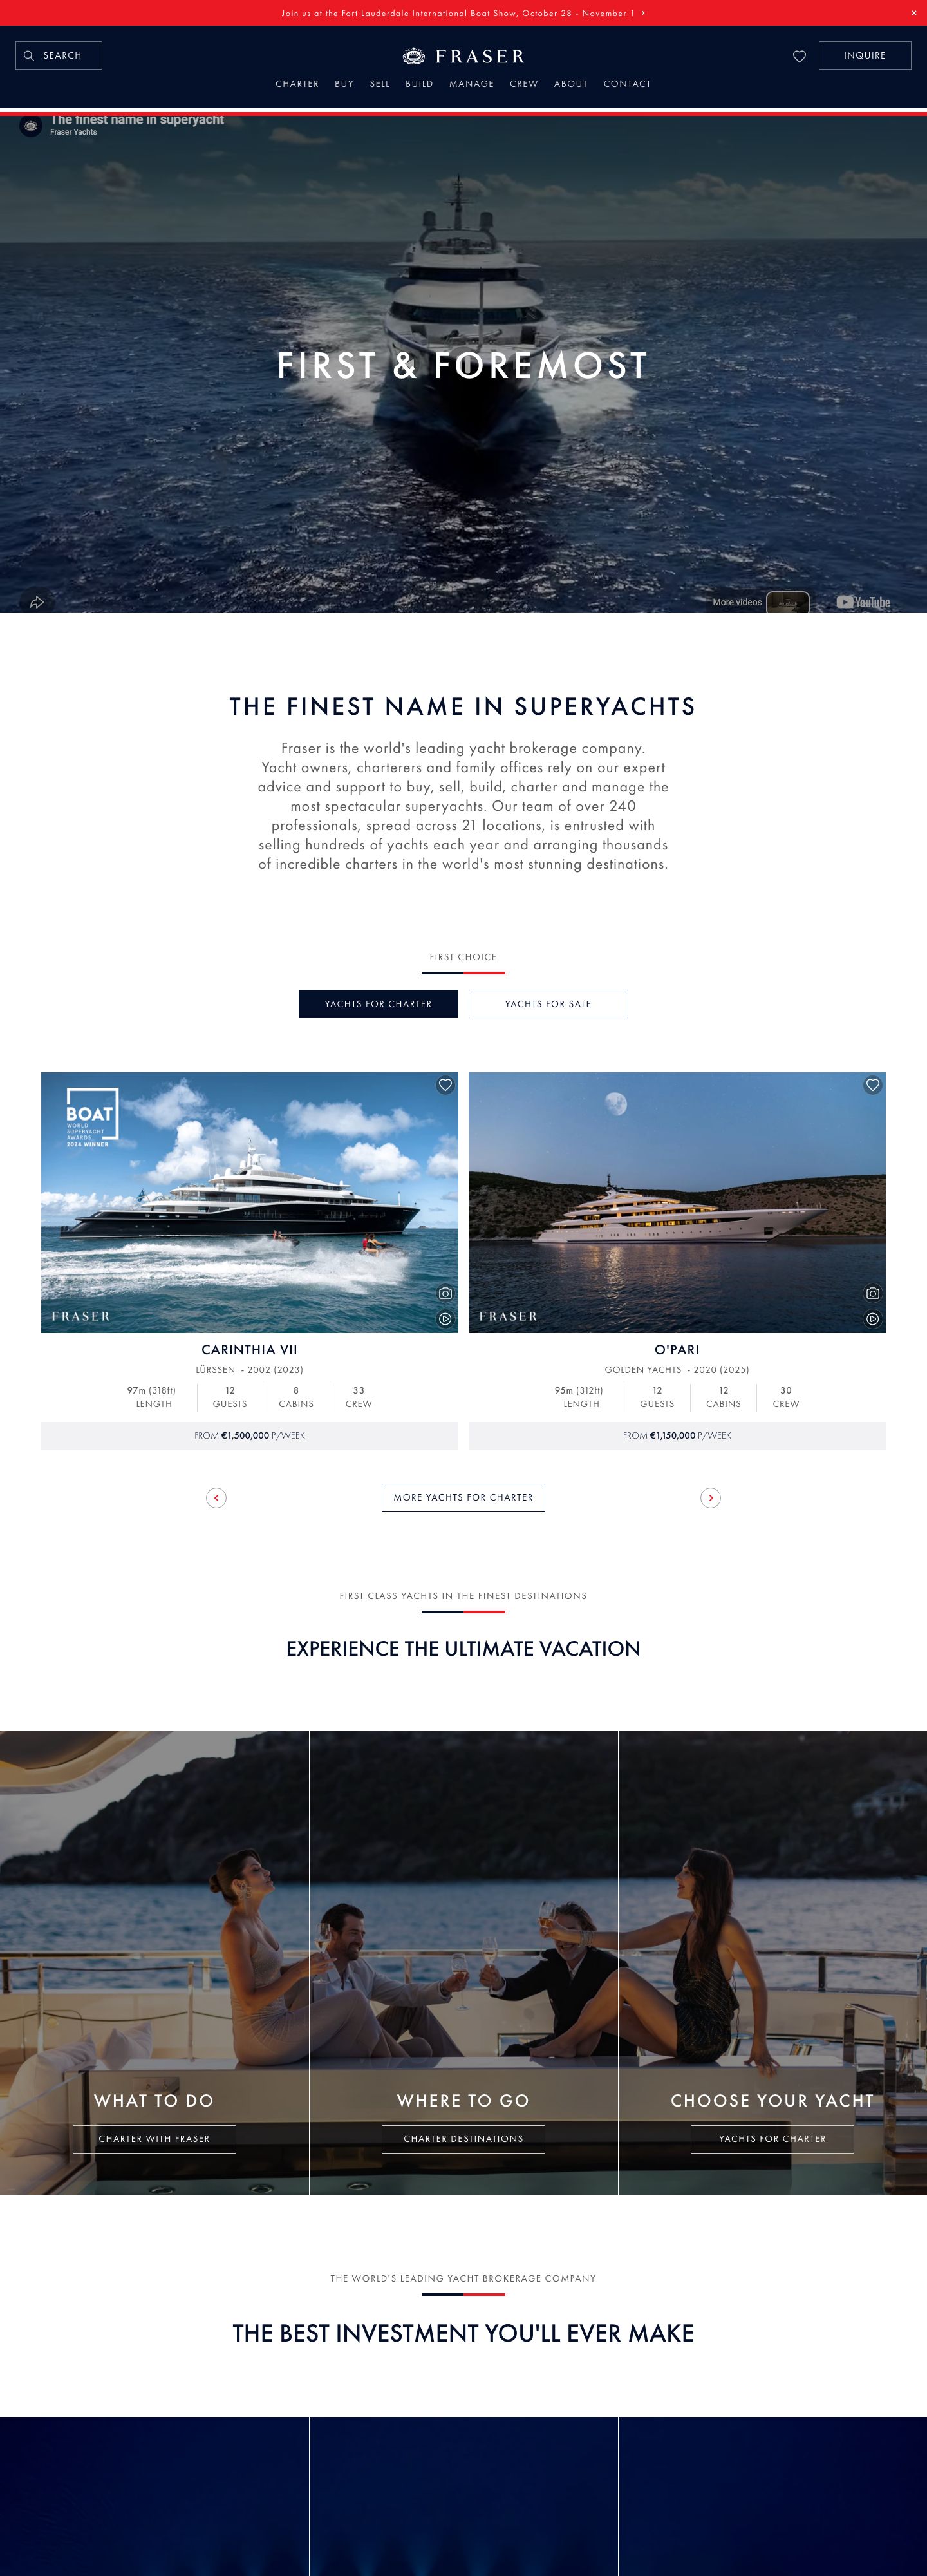 Join us at the Fort Lauderdale International Boat Show, October 28 - November 1
SEARCH
FRASER
INQUIRE
CHARTER BUY SELL BUILD MANAGE CREW ABOUT CONTACT
The finest name in superyacht
Fraser Yachts
FIRST & FOREMOST
More videos
YouTube
THE FINEST NAME IN SUPERYACHTS
Fraser is the world's leading yacht brokerage company.
Yacht owners, charterers and family offices rely on our expert
advice and support to buy, sell, build, charter and manage the
most spectacular superyachts. Our team of over 240
professionals, spread across 21 locations, is entrusted with
selling hundreds of yachts each year and arranging thousands
of incredible charters in the world's most stunning destinations.
FIRST CHOICE
YACHTS FOR CHARTER
YACHTS FOR SALE
BOAT
WORLD
SUPERYACHT
AWARDS
2024 WINNER
FRASER
FRASER
CARINTHIA VII
LÜRSSEN - 2002 (2023)
97m (318ft) 12 8 33
LENGTH GUESTS CABINS CREW
FROM €1,500,000 P/WEEK
O'PARI
GOLDEN YACHTS - 2020 (2025)
95m (312ft) 12 12 30
LENGTH GUESTS CABINS CREW
FROM €1,150,000 P/WEEK
MORE YACHTS FOR CHARTER
FIRST CLASS YACHTS IN THE FINEST DESTINATIONS
EXPERIENCE THE ULTIMATE VACATION
WHAT TO DO
CHARTER WITH FRASER
WHERE TO GO
CHARTER DESTINATIONS
CHOOSE YOUR YACHT
YACHTS FOR CHARTER
THE WORLD'S LEADING YACHT BROKERAGE COMPANY
THE BEST INVESTMENT YOU'LL EVER MAKE